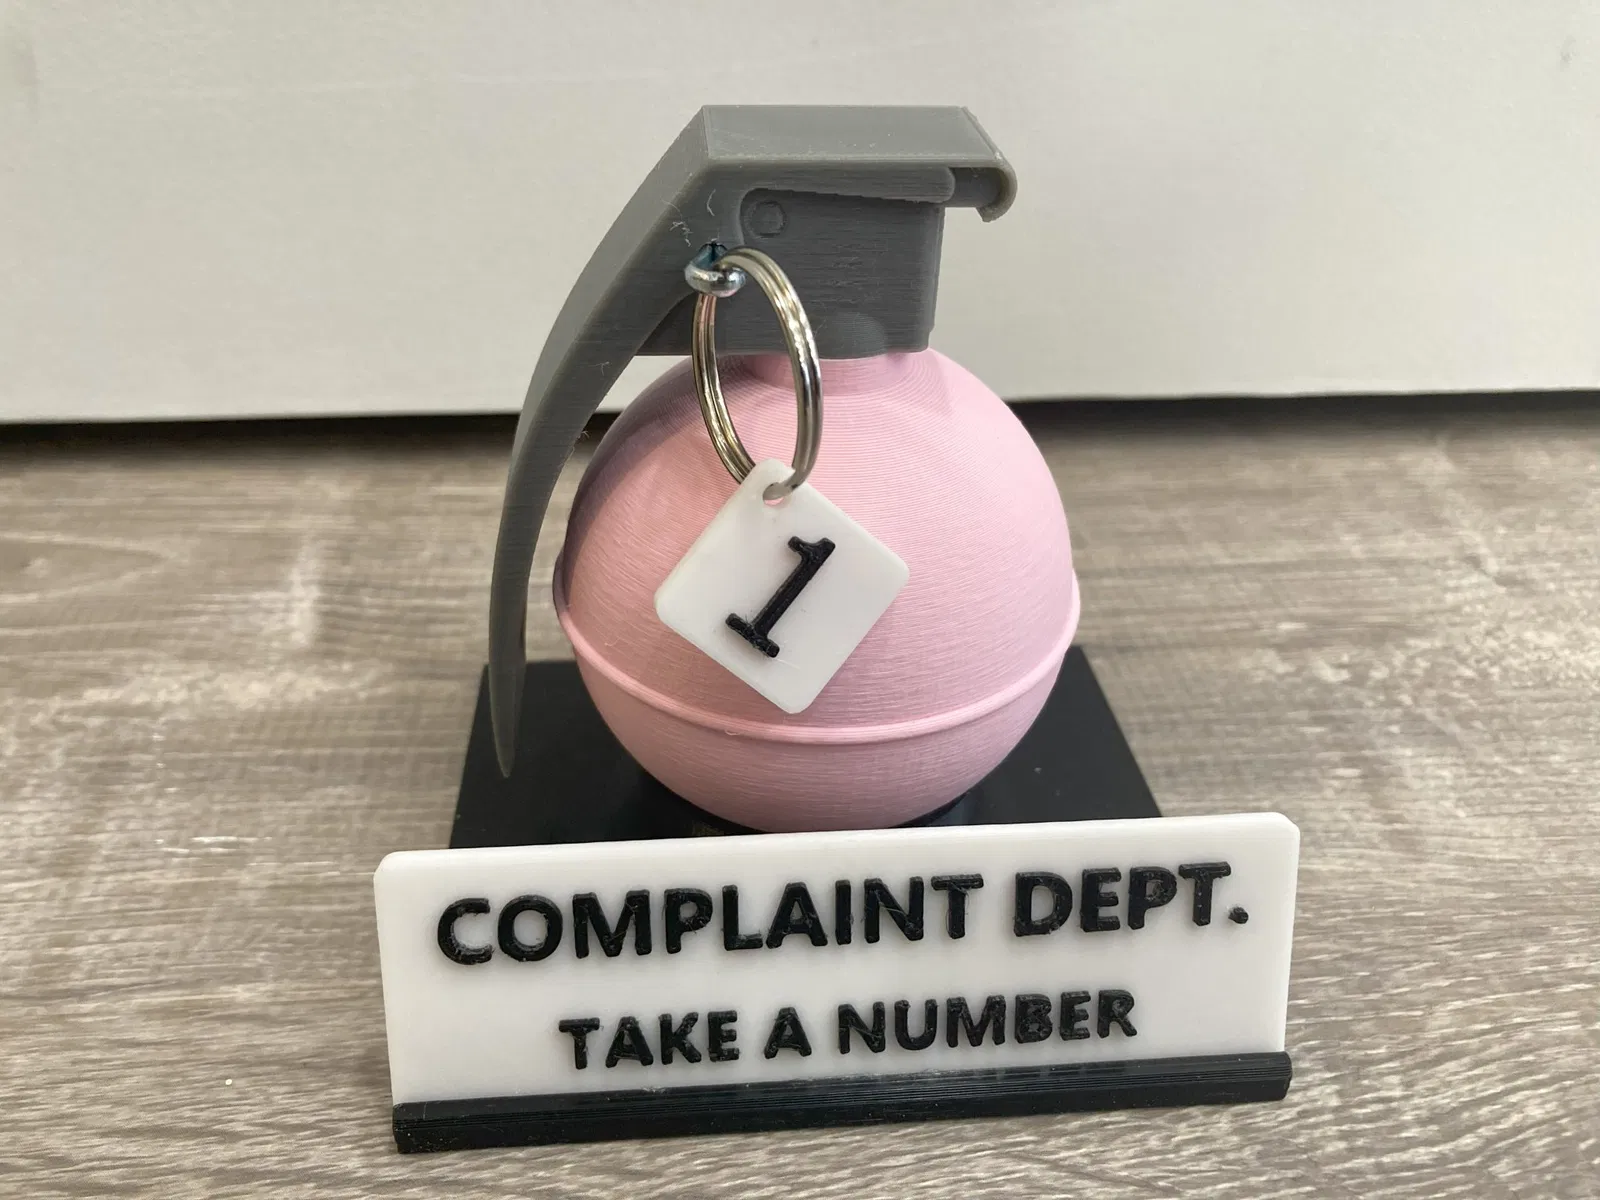 1
COMPLAINT DEPT.
TAKE A NUMBER